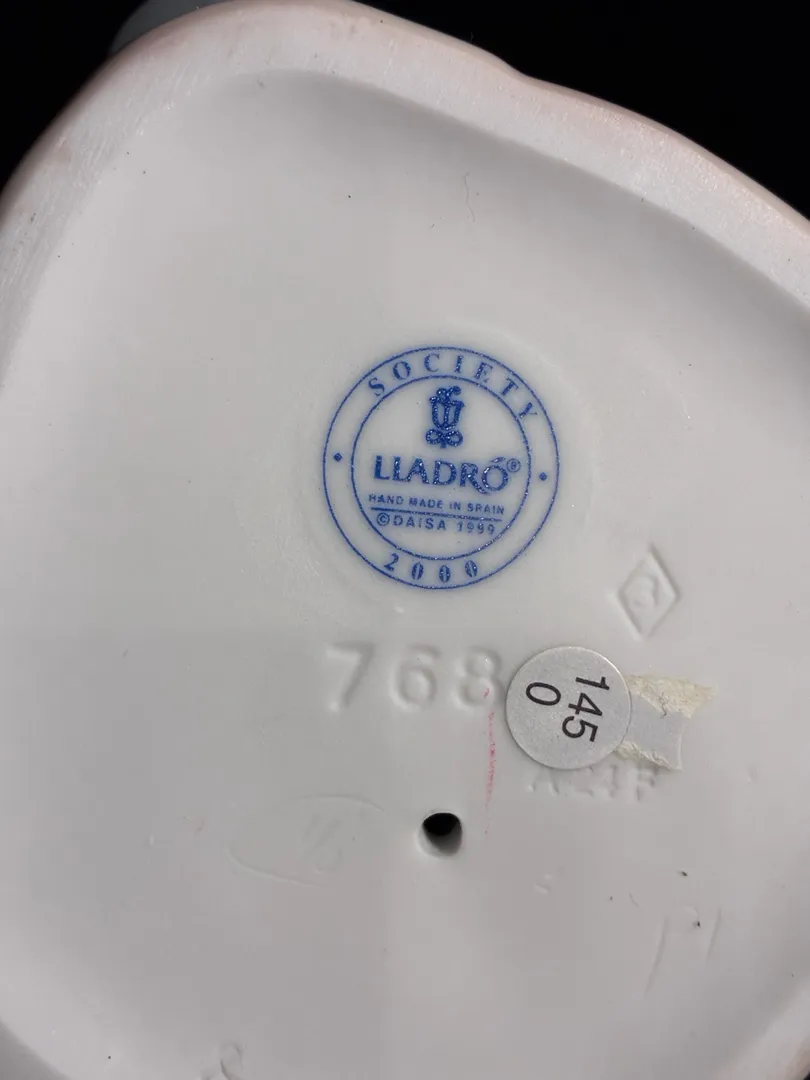 SOCIETY
LLADRÓ®
HAND MADE IN SPAIN
©DAISA 1999
2000
768
145
0